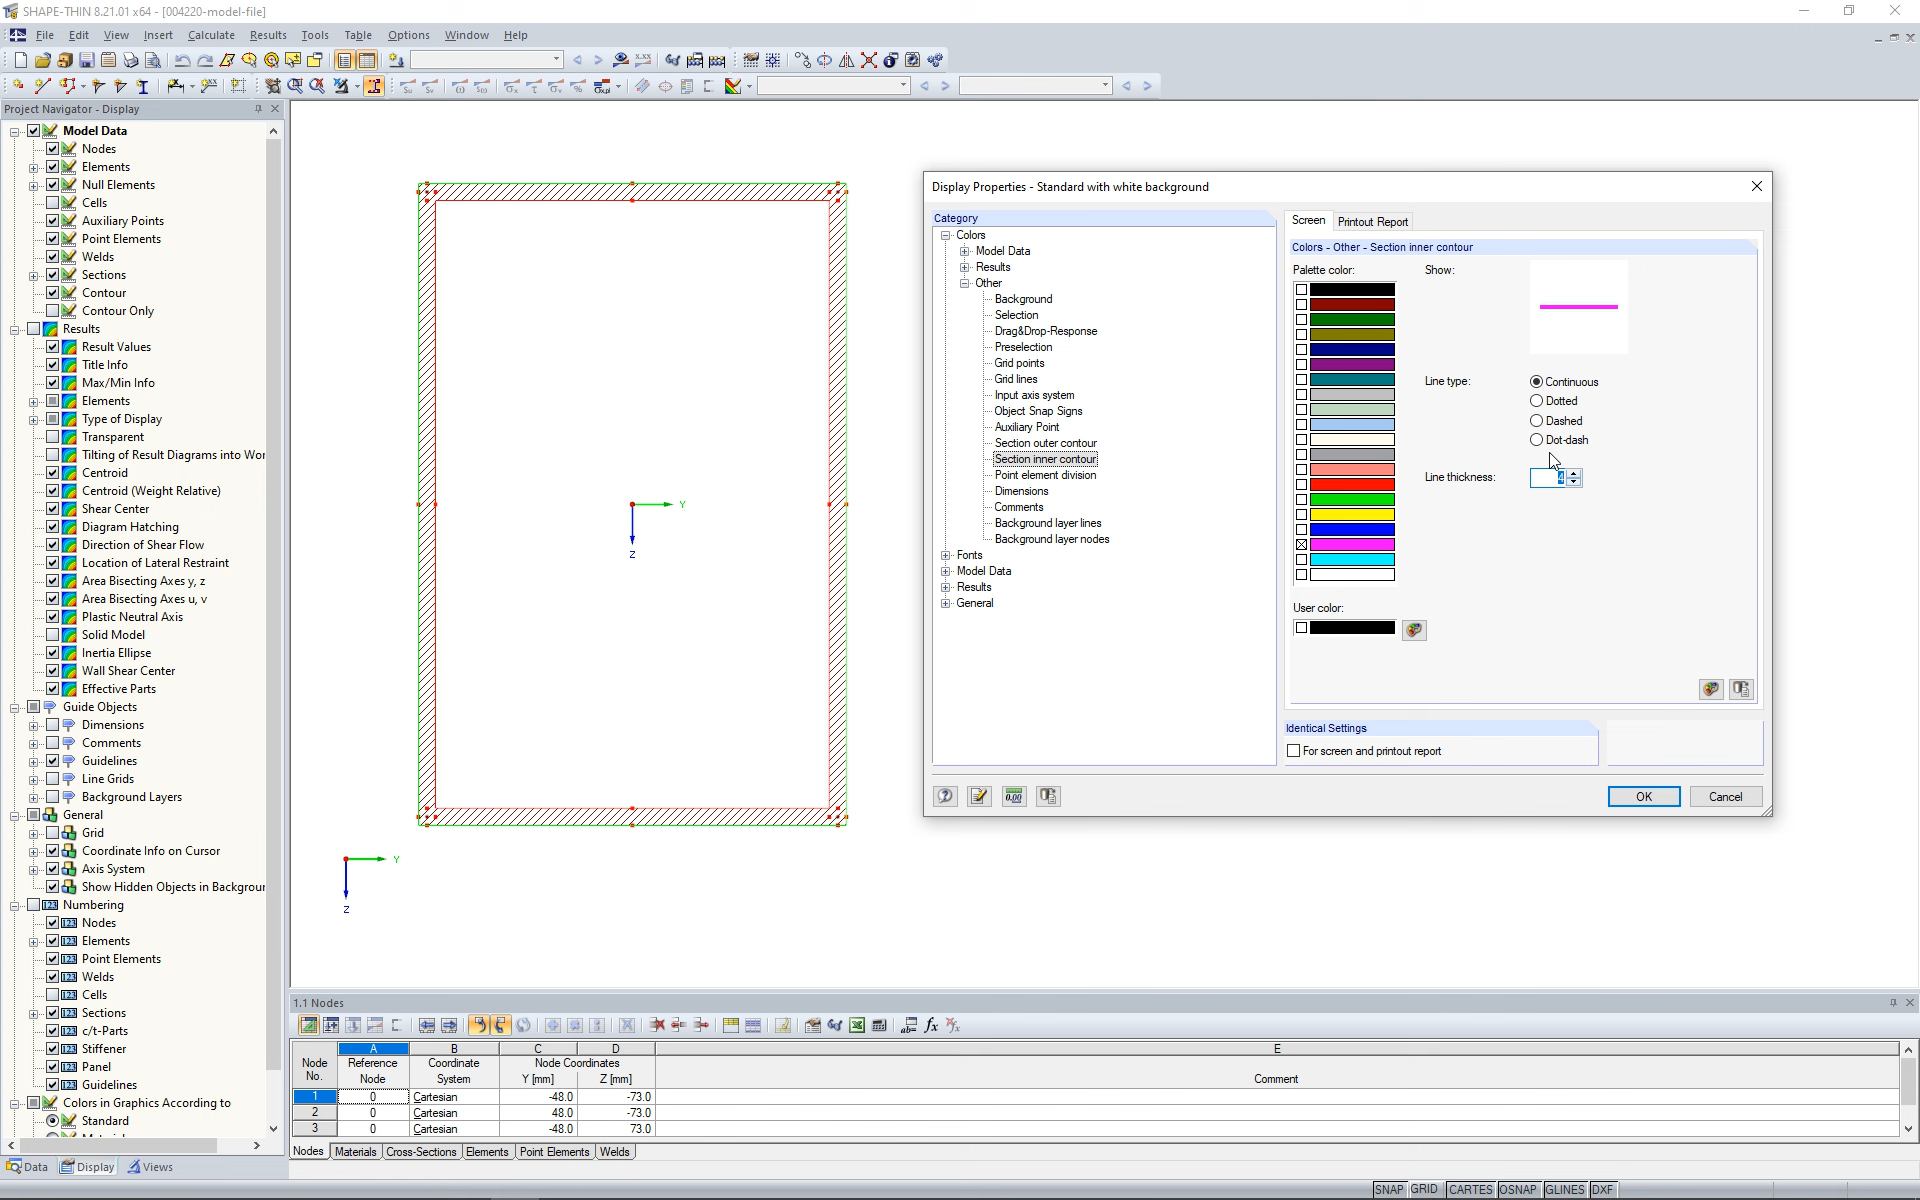 SHAPE-THIN 8.21.01 x64 - [004220-model-file]
File Edit View Insert Calculate Results Tools Table Options Window Help
Project Navigator - Display
Model Data
Nodes
Elements
Null Elements
Cells
Auxiliary Points
Point Elements
Welds
Sections
Contour
Contour Only
Results
Result Values
Title Info
Max/Min Info
Elements
Type of Display
Transparent
Tilting of Result Diagrams into Wor
Centroid
Centroid (Weight Relative)
Shear Center
Diagram Hatching
Direction of Shear Flow
Location of Lateral Restraint
Area Bisecting Axes y, z
Area Bisecting Axes u, v
Plastic Neutral Axis
Solid Model
Inertia Ellipse
Wall Shear Center
Effective Parts
Guide Objects
Dimensions
Comments
Guidelines
Line Grids
Background Layers
General
Grid
Coordinate Info on Cursor
Axis System
Show Hidden Objects in Backgroun
Numbering
Nodes
Elements
Point Elements
Welds
Cells
Sections
c/t-Parts
Stiffener
Panel
Guidelines
Colors in Graphics According to
Standard
Data Display Views
Y
Z
Y
Z
Display Properties - Standard with white background
Category
Colors
Model Data
Results
Other
Background
Selection
Drag&Drop-Response
Preselection
Grid points
Grid lines
Input axis system
Object Snap Signs
Auxiliary Point
Section outer contour
Section inner contour
Point element division
Dimensions
Comments
Background layer lines
Background layer nodes
Fonts
Model Data
Results
General
Screen Printout Report
Colors - Other - Section inner contour
Palette color: Show:
Line type: Continuous
Dotted
Dashed
Dot-dash
Line thickness: 4
User color:
Identical Settings
For screen and printout report
OK Cancel
1.1 Nodes
A B C D E
Node No. Reference Node Coordinate System Node Coordinates Y [mm] Z [mm] Comment
1 0 Cartesian -48.0 -73.0
2 0 Cartesian 48.0 -73.0
3 0 Cartesian -48.0 73.0
Nodes Materials Cross-Sections Elements Point Elements Welds
SNAP GRID CARTES OSNAP GLINES DXF